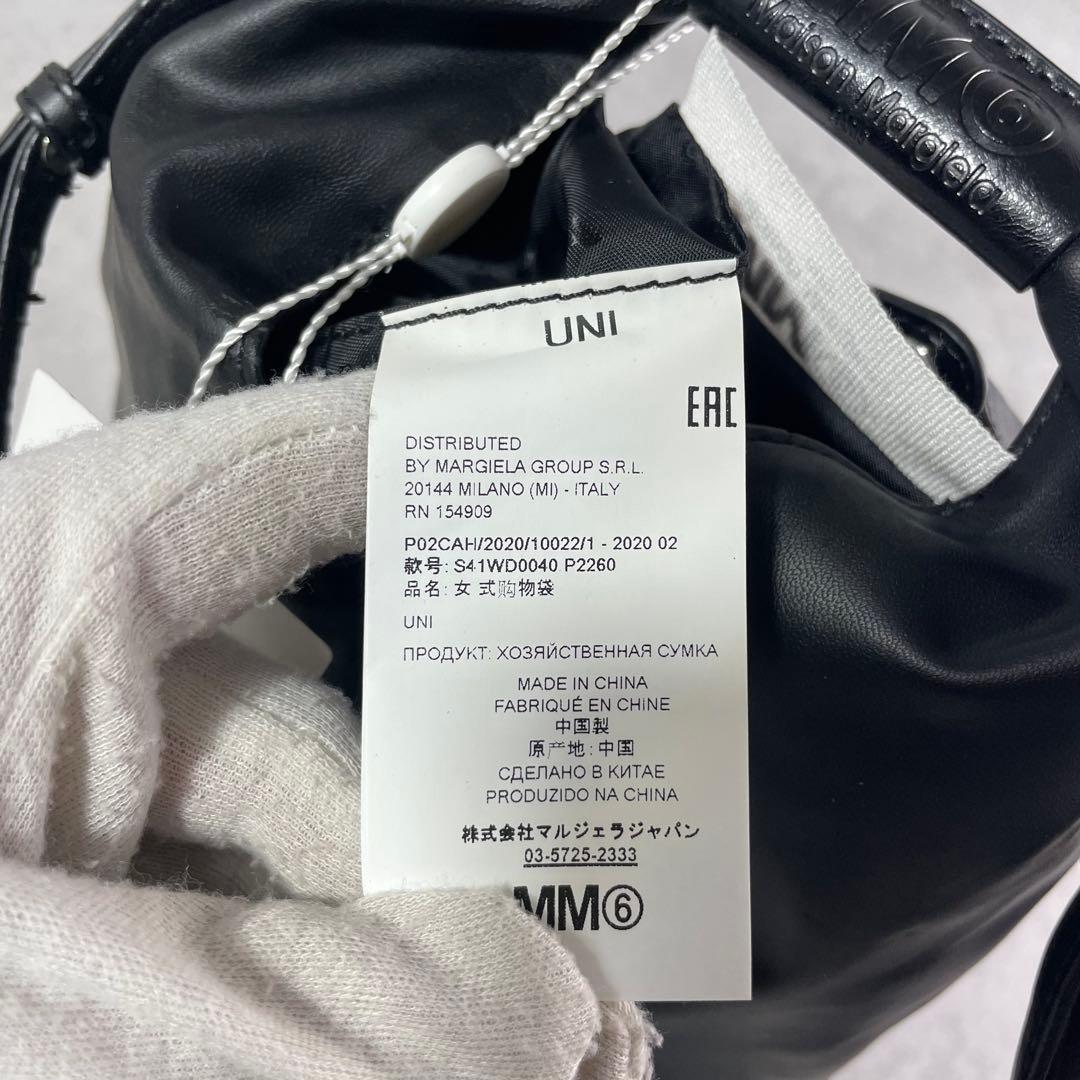 MM⑥
Maison Margiela
UNI
EAC
DISTRIBUTED
BY MARGIELA GROUP S.R.L.
20144 MILANO (MI) - ITALY
RN 154909
P02CAH/2020/10022/1 - 2020 02
款号: S41WD0040 P2260
品名: 女 式购物袋
UNI
ПРОДУКТ: ХОЗЯЙСТВЕННАЯ СУМКА
MADE IN CHINA
FABRIQUÉ EN CHINE
中国製
原产地: 中国
СДЕЛАНО В КИТАЕ
PRODUZIDO NA CHINA
株式会社マルジェラジャパン
03-5725-2333
MM⑥